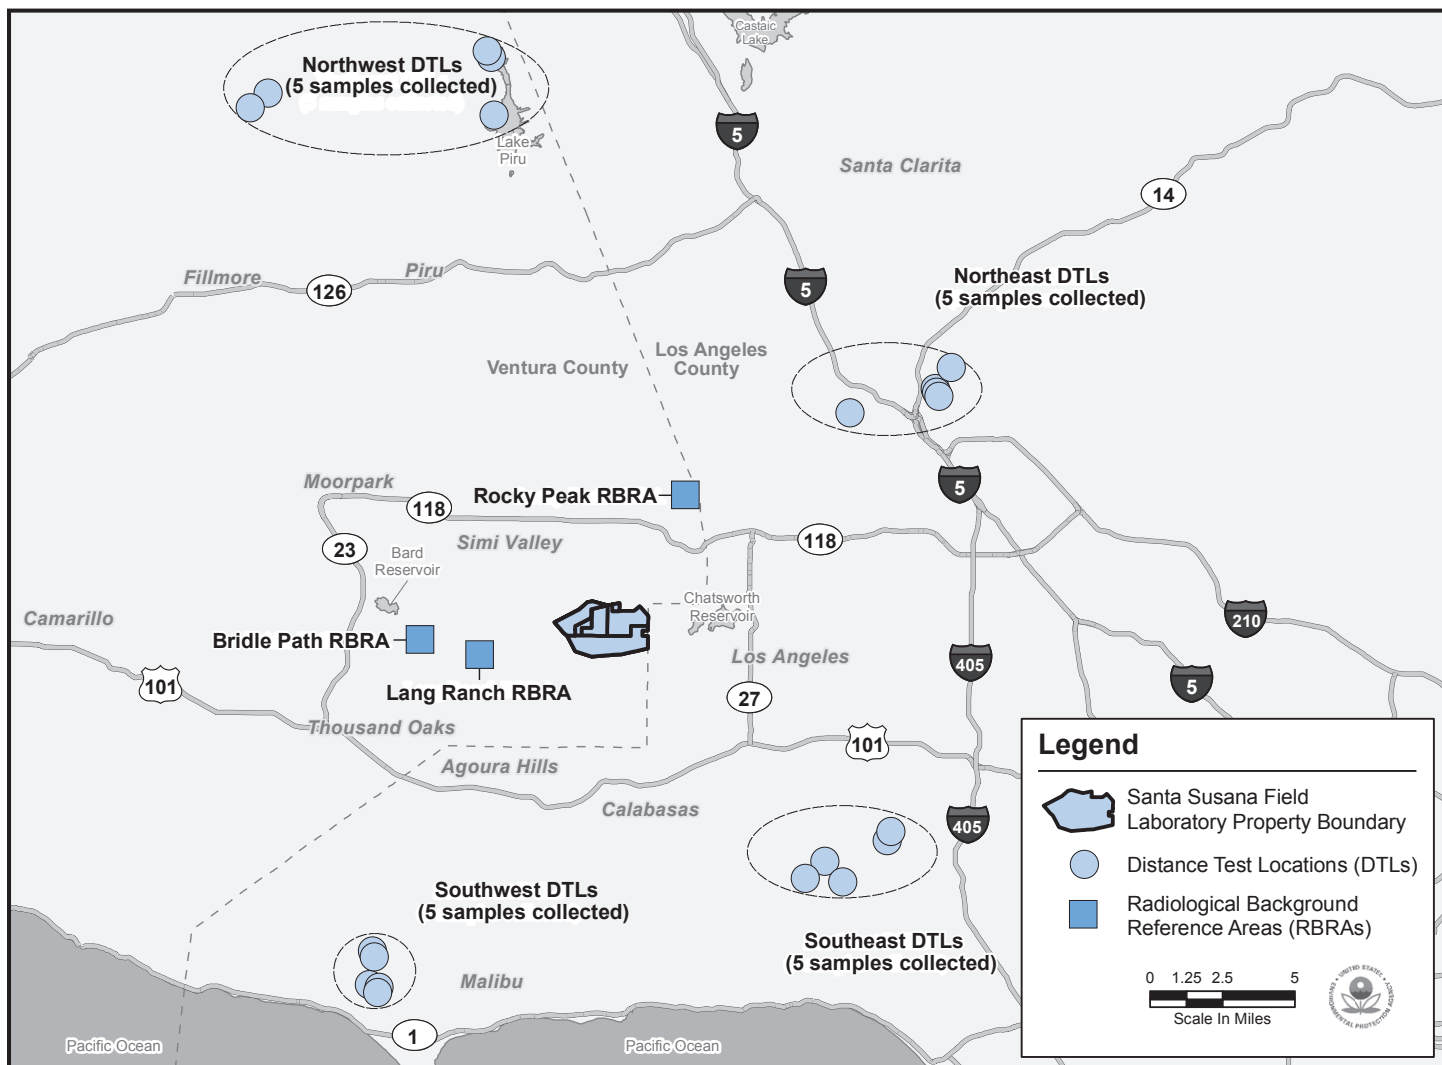 Castaic
Lake
Northwest DTLs
(5 samples collected)
Lake
Piru
5
Santa Clarita
14
Fillmore
Piru
126
5
Northeast DTLs
(5 samples collected)
Ventura County
Los Angeles
County
Moorpark
118
Rocky Peak RBRA
5
23
Simi Valley
118
Bard
Reservoir
Camarillo
Chatsworth
Reservoir
210
Bridle Path RBRA
Los Angeles
405
101
Lang Ranch RBRA
27
5
Thousand Oaks
101
Agoura Hills
Calabasas
405
Southwest DTLs
(5 samples collected)
Southeast DTLs
(5 samples collected)
Malibu
1
Pacific Ocean
Pacific Ocean
Legend
Santa Susana Field
Laboratory Property Boundary
Distance Test Locations (DTLs)
Radiological Background
Reference Areas (RBRAs)
0 1.25 2.5 5
Scale In Miles
UNITED STATES
ENVIRONMENTAL PROTECTION AGENCY